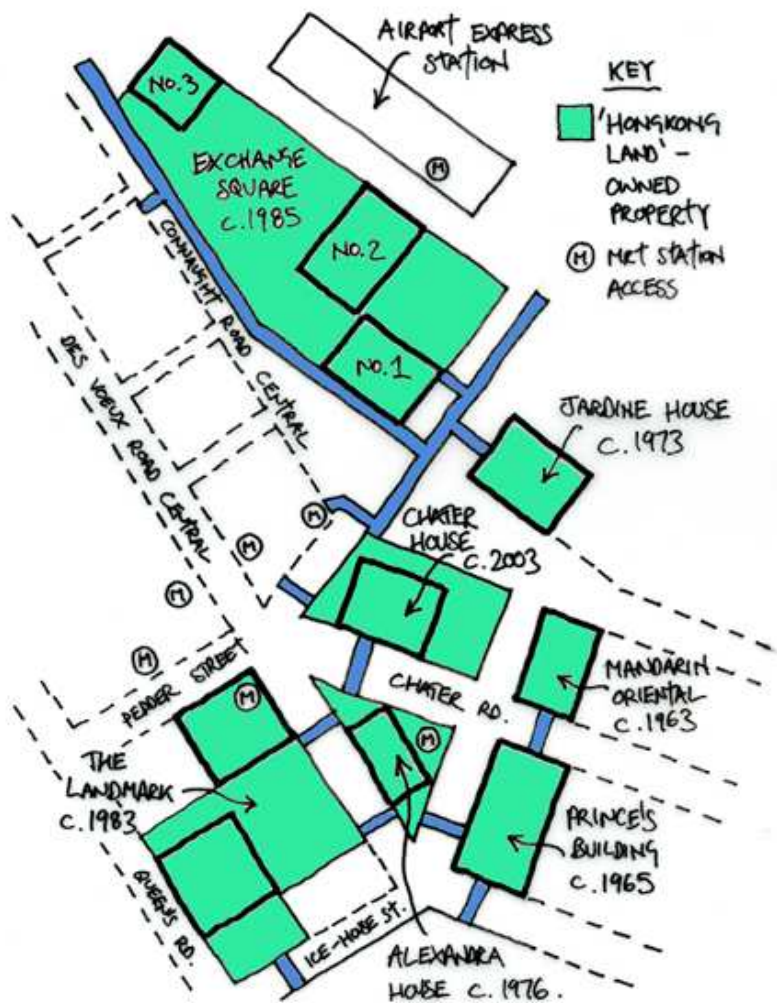 AIRPORT EXPRESS
STATION
KEY
'HONGKONG
LAND' -
OWNED
PROPERTY
M MRT STATION
ACCESS
No.3
EXCHANGE
SQUARE
c.1985
M
No.2
No.1
CONNAUGHT ROAD CENTRAL
DES VOEUX ROAD CENTRAL
JARDINE HOUSE
c.1973
M
M
CHATER
HOUSE
c.2003
M
M
PEDDER STREET
M
CHATER RD.
M
MANDARIN
ORIENTAL
c.1963
THE
LANDMARK
c.1983
PRINCE'S
BUILDING
c.1965
QUEEN'S RD.
ICE-HOUSE ST.
ALEXANDRA
HOUSE c.1976.